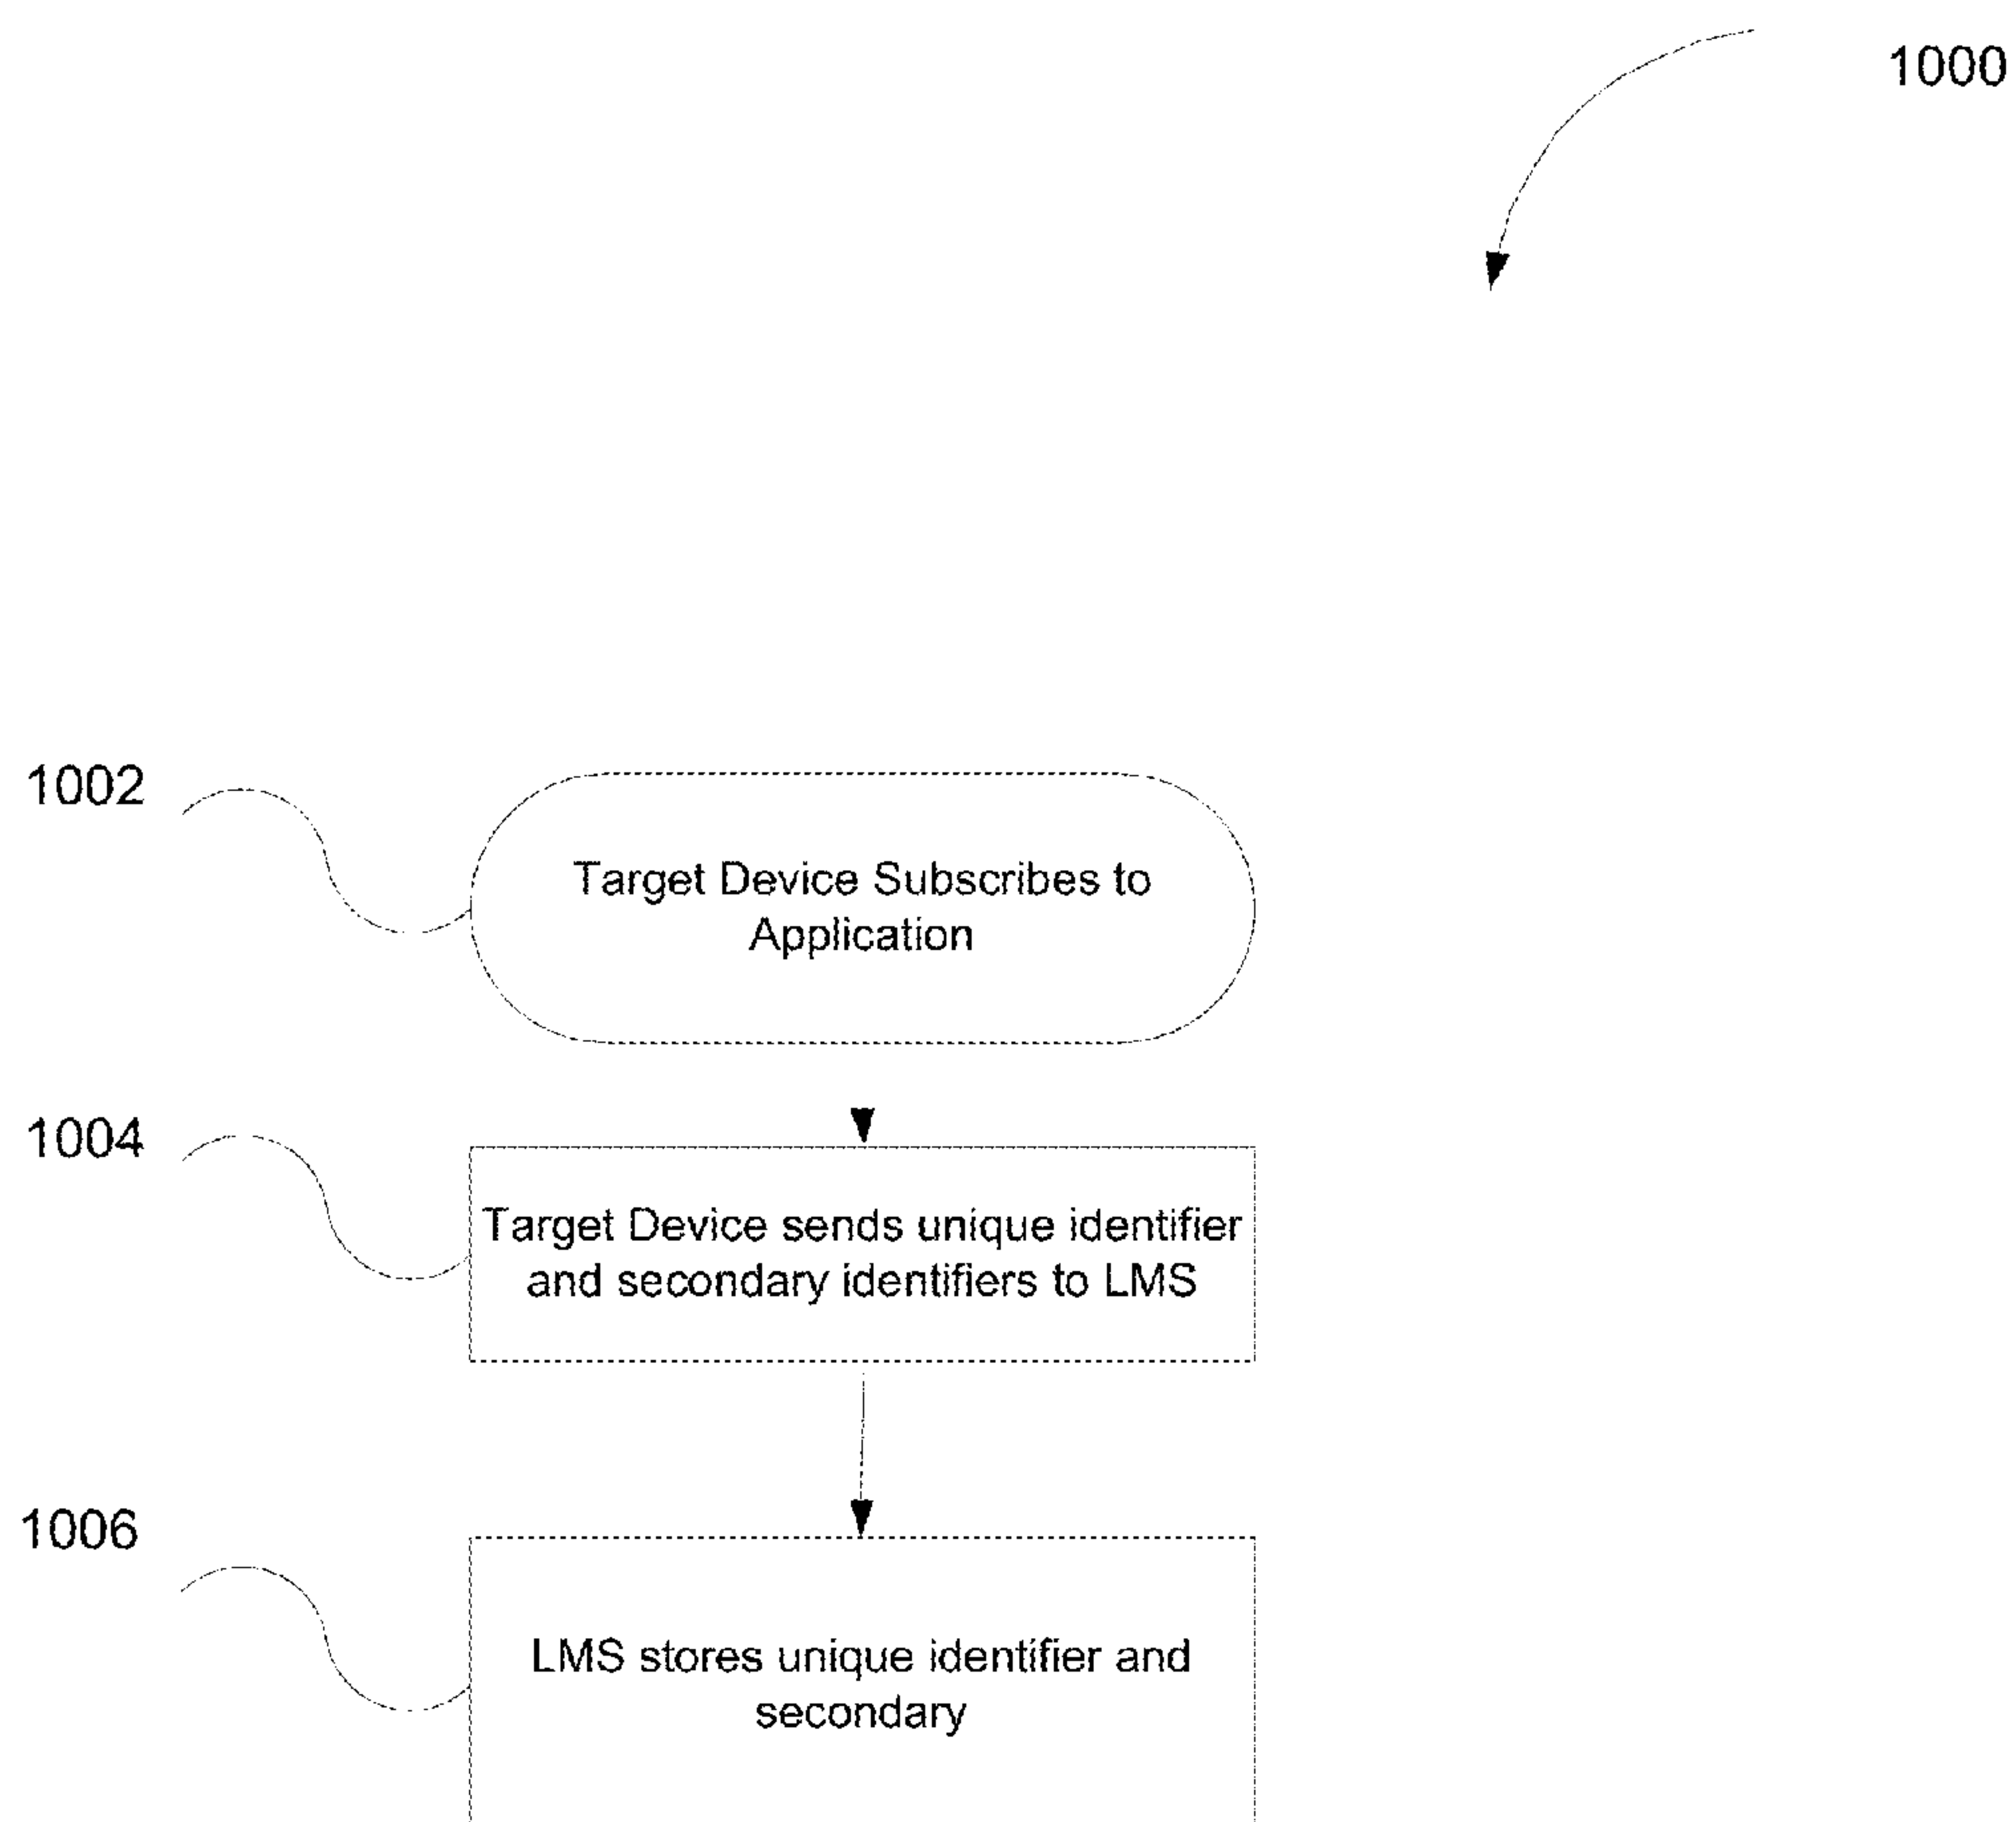 1000
1002
Target Device Subscribes to
Application
1004
Target Device sends unique identifier
and secondary identifiers to LMS
1006
LMS stores unique identifier and
secondary